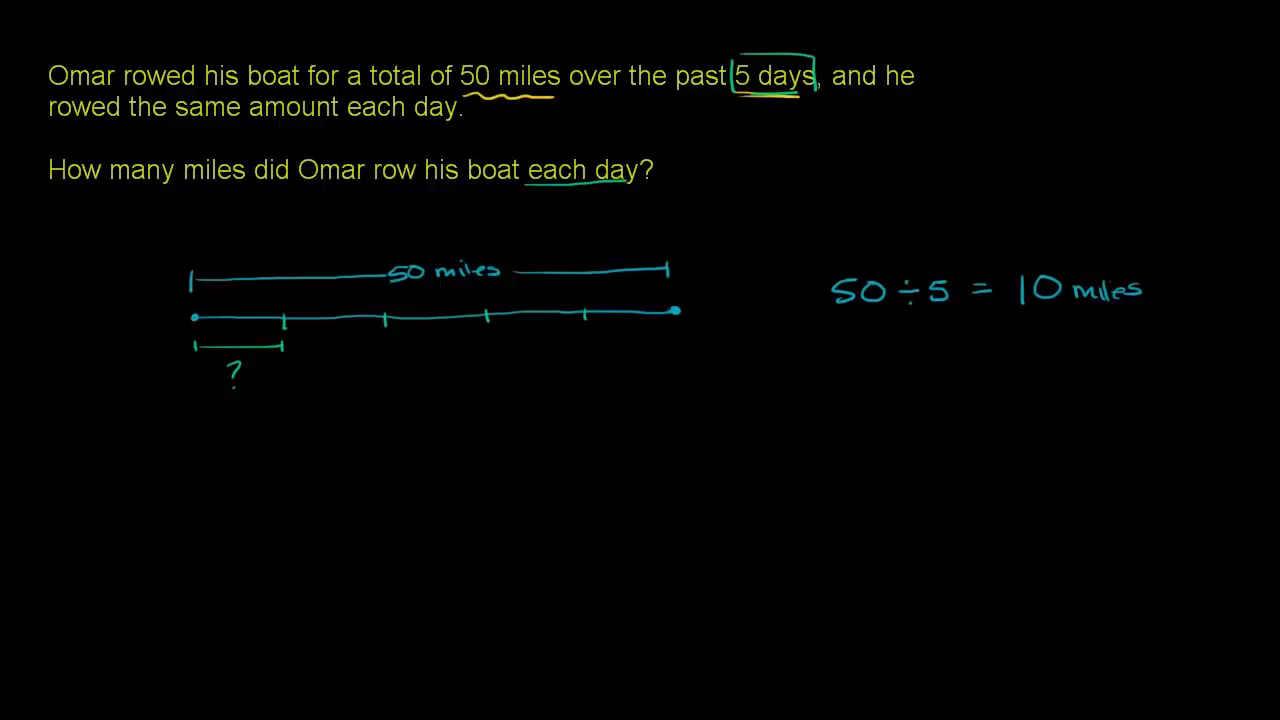 Omar rowed his boat for a total of 50 miles over the past 5 days, and he
rowed the same amount each day.
How many miles did Omar row his boat each day?
50 miles
50 ÷ 5 = 10 miles
?